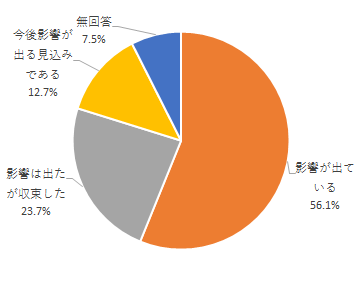 無回答
7.5%
今後影響が
出る見込み
である
12.7%
影響は出た
が収束した
23.7%
影響が出て
いる
56.1%